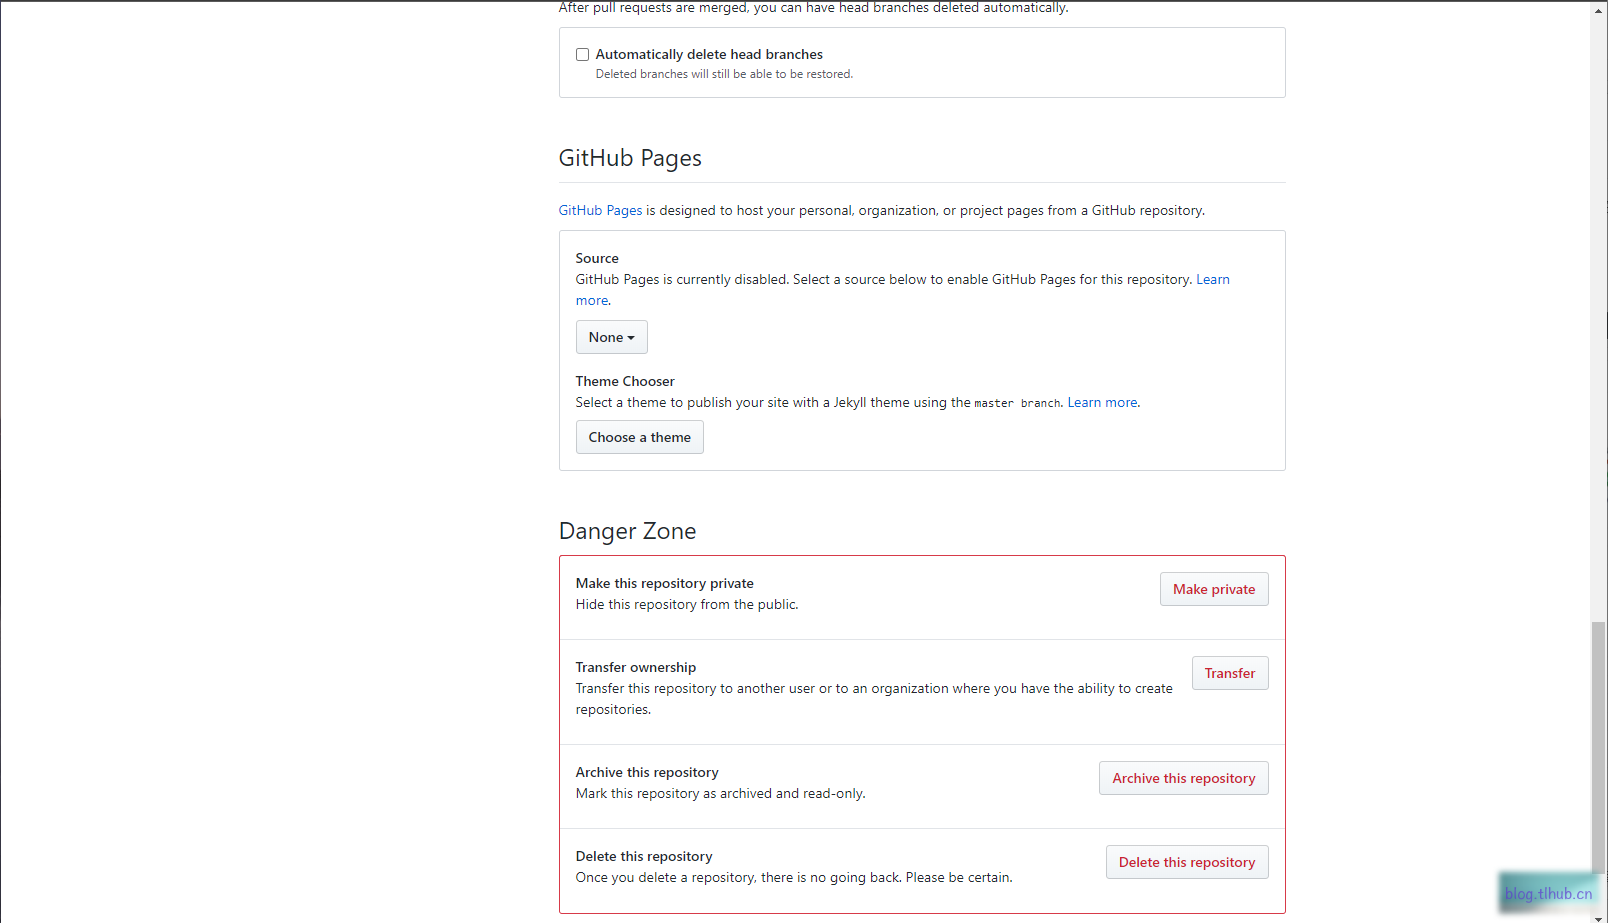 After pull requests are merged, you can have head branches deleted automatically.
Automatically delete head branches
Deleted branches will still be able to be restored.
GitHub Pages
GitHub Pages is designed to host your personal, organization, or project pages from a GitHub repository.
Source
GitHub Pages is currently disabled. Select a source below to enable GitHub Pages for this repository. Learn
more.
None
Theme Chooser
Select a theme to publish your site with a Jekyll theme using the master branch. Learn more.
Choose a theme
Danger Zone
Make this repository private
Hide this repository from the public.
Make private
Transfer ownership
Transfer this repository to another user or to an organization where you have the ability to create
repositories.
Transfer
Archive this repository
Mark this repository as archived and read-only.
Archive this repository
Delete this repository
Once you delete a repository, there is no going back. Please be certain.
Delete this repository
blog.tlhub.cn